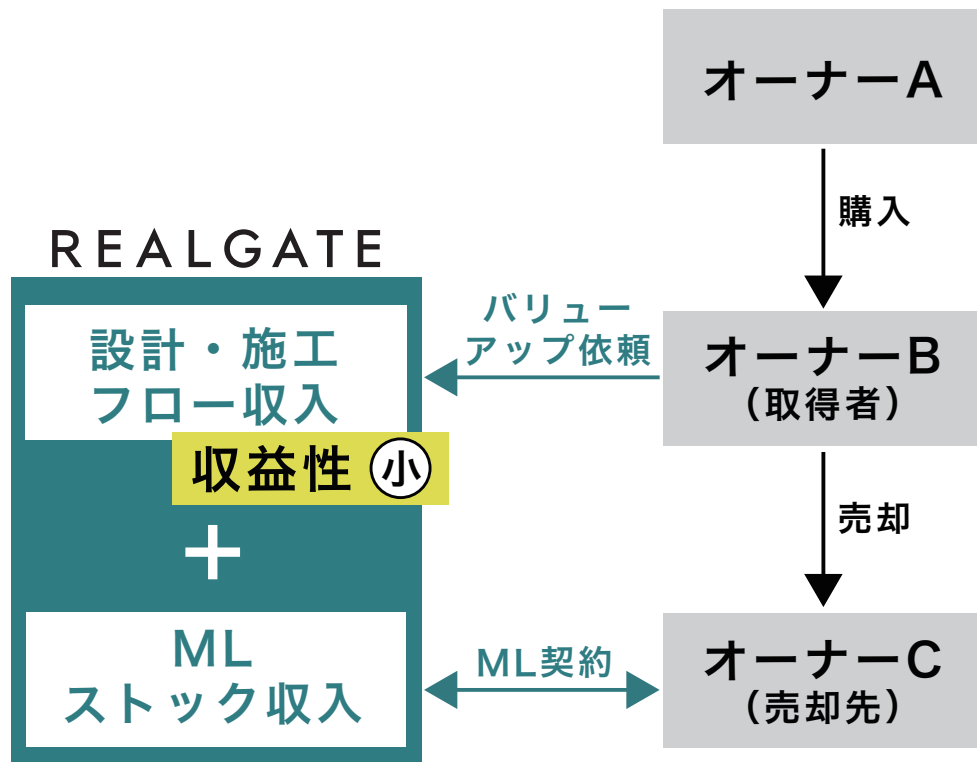 オーナーA
購入
REALGATE
設計・施工
フロー収入
収益性 小
バリュー
アップ依頼
オーナーB
（取得者）
売却
+
ML
ストック収入
ML契約
オーナーC
（売却先）